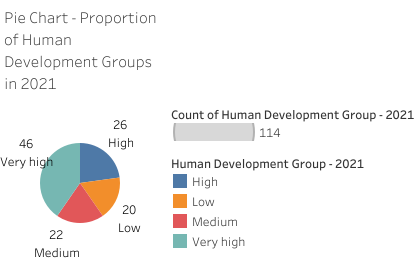 Pie Chart - Proportion
of Human
Development Groups
in 2021
Count of Human Development Group - 2021
114
Human Development Group - 2021
High
Low
Medium
Very high
26
High
46
Very high
20
Low
22
Medium